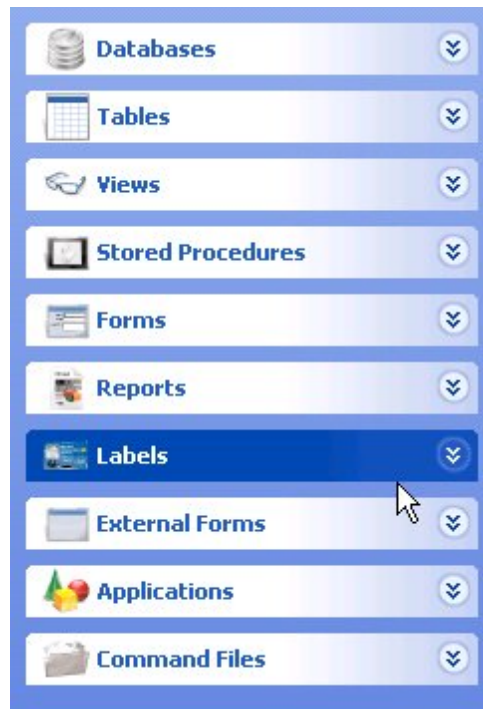 Databases
Tables
Views
Stored Procedures
Forms
Reports
Labels
External Forms
Applications
Command Files